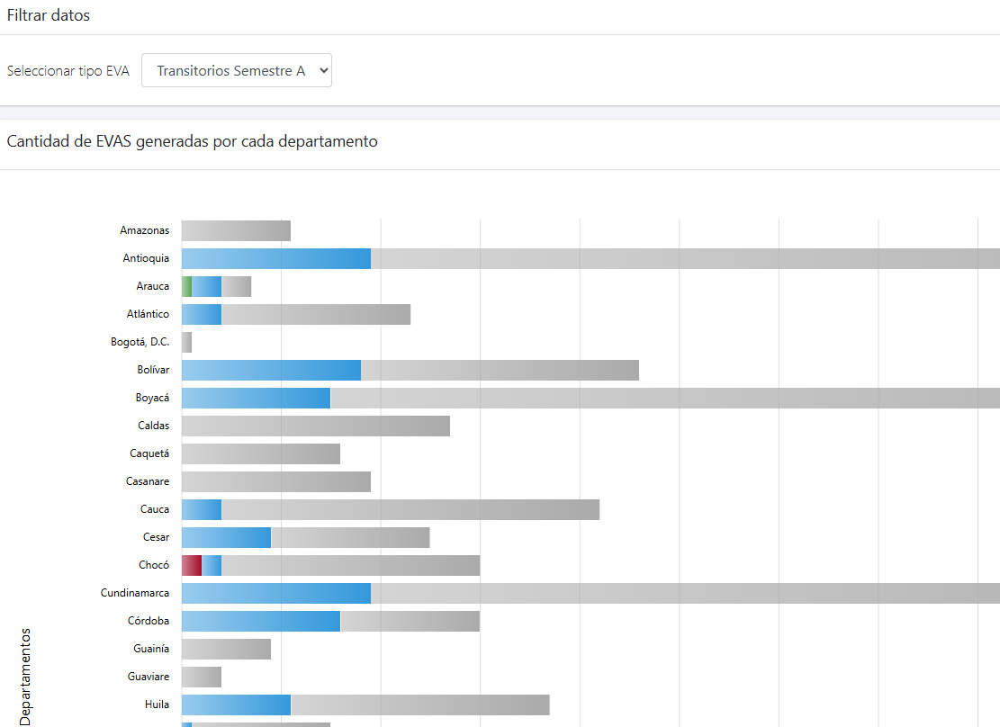 Filtrar datos
Seleccionar tipo EVA
Transitorios Semestre A
Cantidad de EVAS generadas por cada departamento
Amazonas
Antioquia
Arauca
Atlántico
Bogotá, D.C.
Bolívar
Boyacá
Caldas
Caquetá
Casanare
Cauca
Cesar
Chocó
Cundinamarca
Córdoba
Guainía
Guaviare
Huila
Departamentos